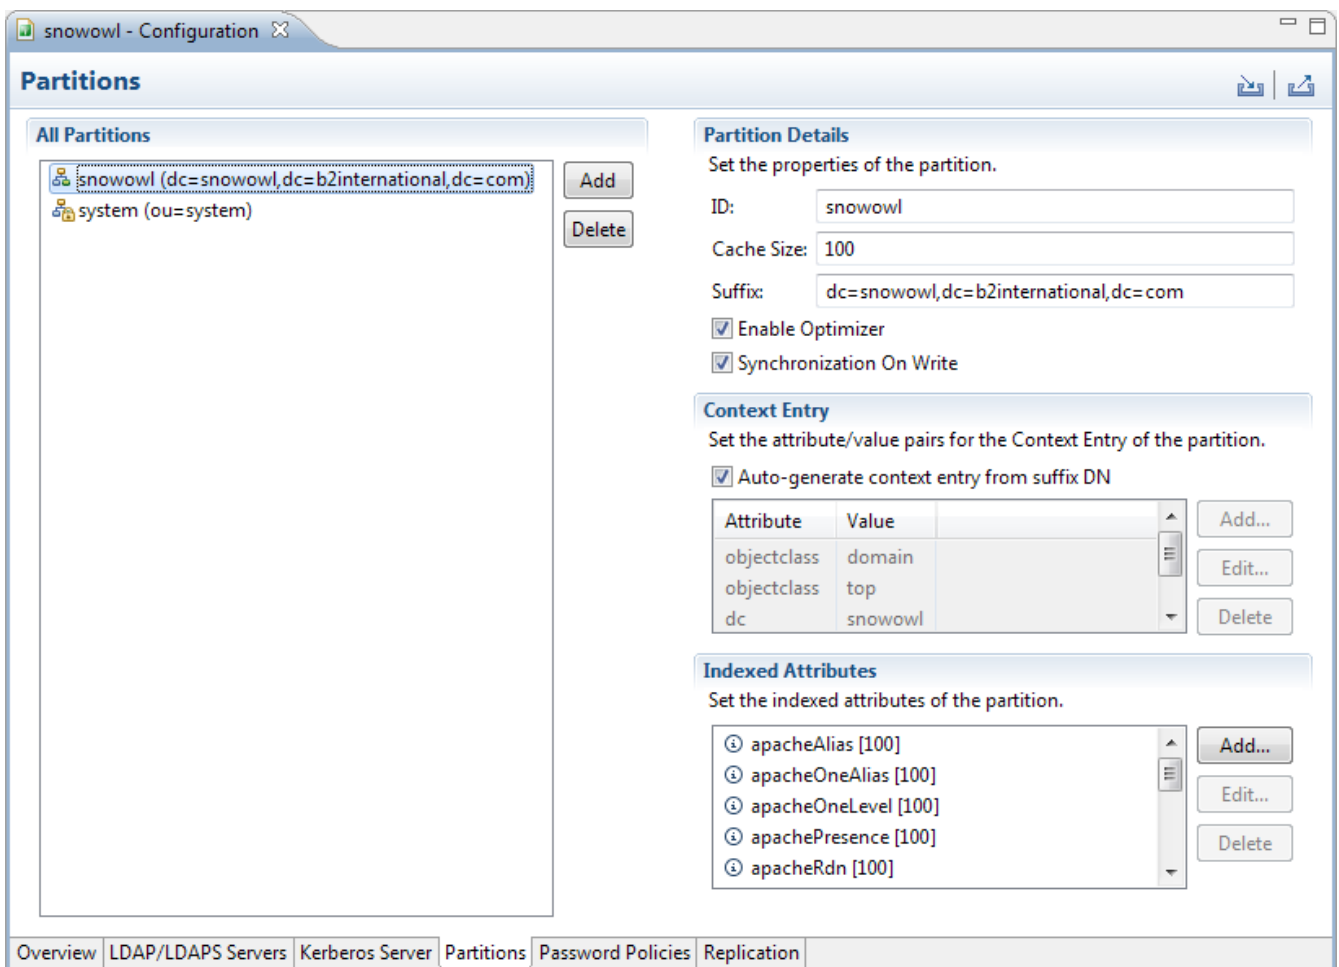 snowowl - Configuration
Partitions
All Partitions
snowowl (dc=snowowl,dc=b2international,dc=com)
system (ou=system)
Add
Delete
Partition Details
Set the properties of the partition.
ID: snowowl
Cache Size: 100
Suffix: dc=snowowl,dc=b2international,dc=com
Enable Optimizer
Synchronization On Write
Context Entry
Set the attribute/value pairs for the Context Entry of the partition.
Auto-generate context entry from suffix DN
Attribute Value
objectclass domain
objectclass top
dc snowowl
Add...
Edit...
Delete
Indexed Attributes
Set the indexed attributes of the partition.
apacheAlias [100]
apacheOneAlias [100]
apacheOneLevel [100]
apachePresence [100]
apacheRdn [100]
Add...
Edit...
Delete
Overview LDAP/LDAPS Servers Kerberos Server Partitions Password Policies Replication